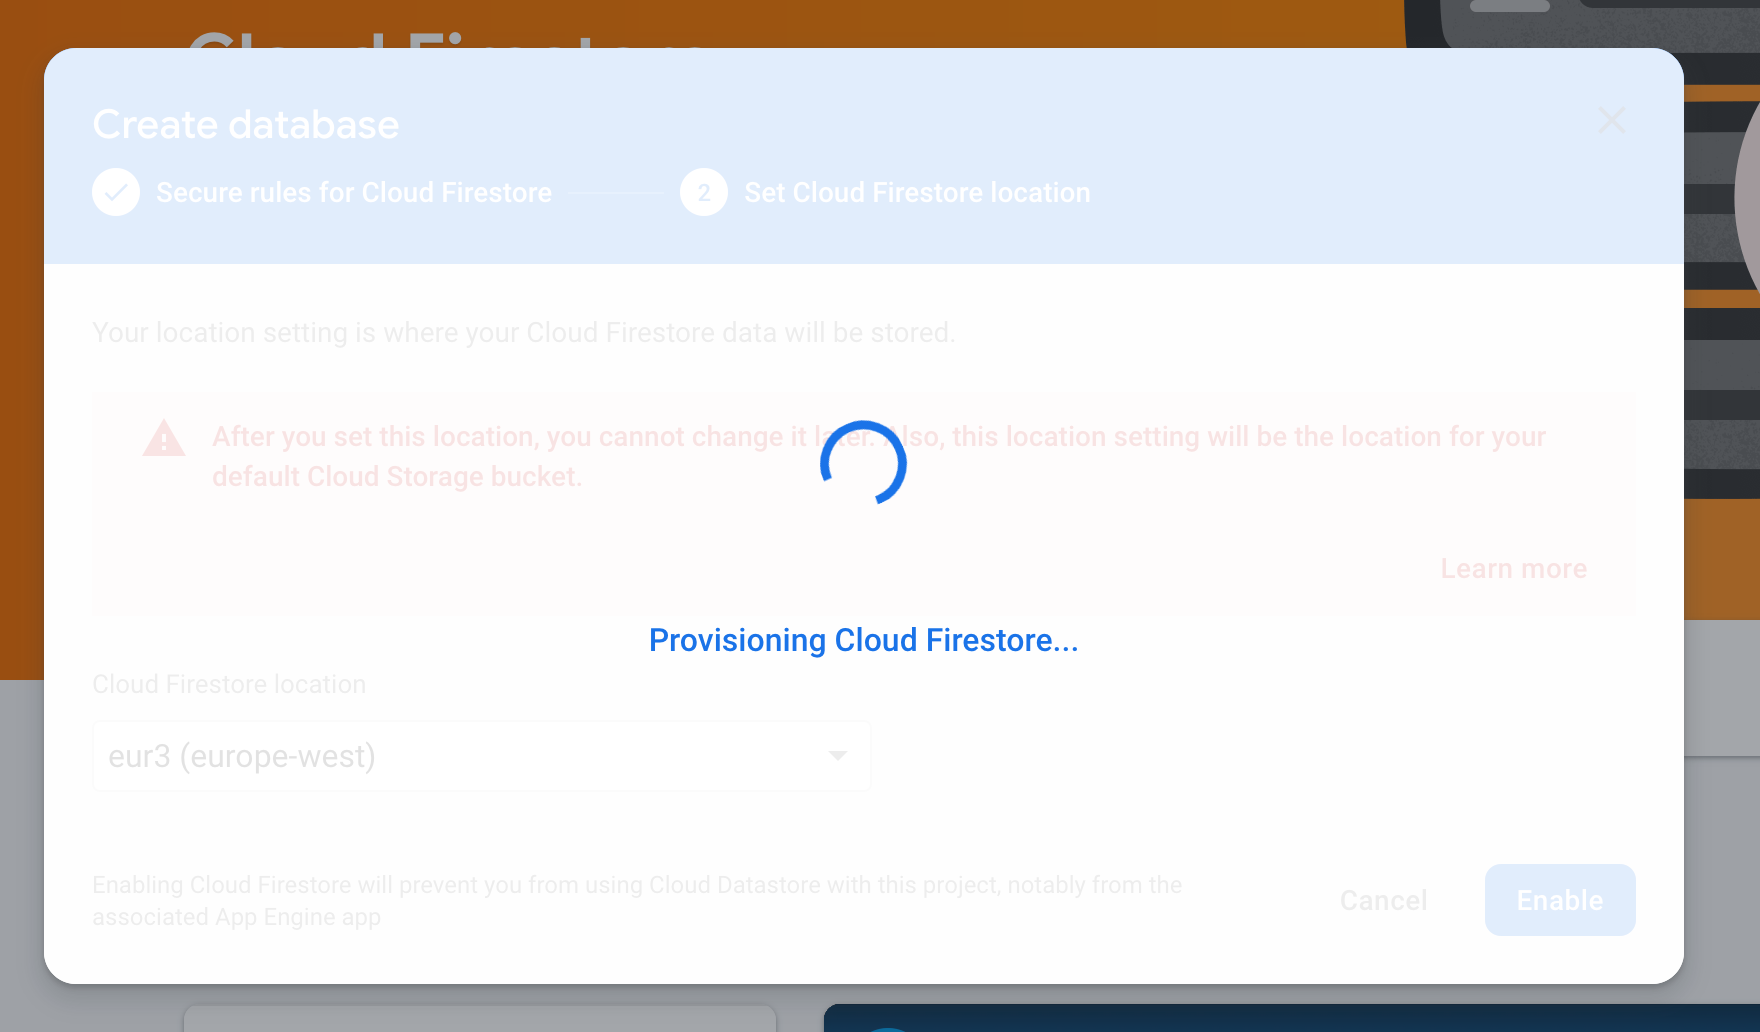 Cloud Firestore
Create database
Secure rules for Cloud Firestore
2 Set Cloud Firestore location
Your location setting is where your Cloud Firestore data will be stored.
After you set this location, you cannot change it later. Also, this location setting will be the location for your
default Cloud Storage bucket.
Learn more
Provisioning Cloud Firestore...
Cloud Firestore location
eur3 (europe-west)
Enabling Cloud Firestore will prevent you from using Cloud Datastore with this project, notably from the
associated App Engine app
Cancel
Enable